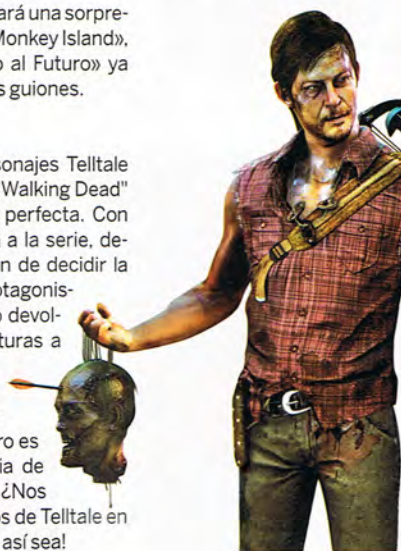 ará una sorpre-
Monkey Island»,
o al Futuro» ya
s guiones.
sonajes Telltale
Walking Dead"
perfecta. Con
a a la serie, de-
n de decidir la
otagonis-
o devol-
turas a
ro es
ia de
¿Nos
os de Telltale en
así sea!